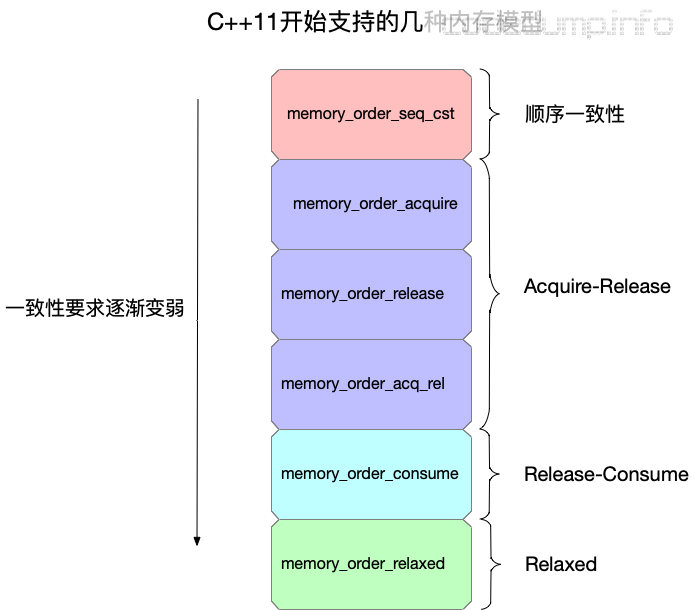 C++11开始支持的几种内存模型
memory_order_seq_cst
顺序一致性
memory_order_acquire
memory_order_release
Acquire-Release
一致性要求逐渐变弱
memory_order_acq_rel
memory_order_consume
Release-Consume
memory_order_relaxed
Relaxed